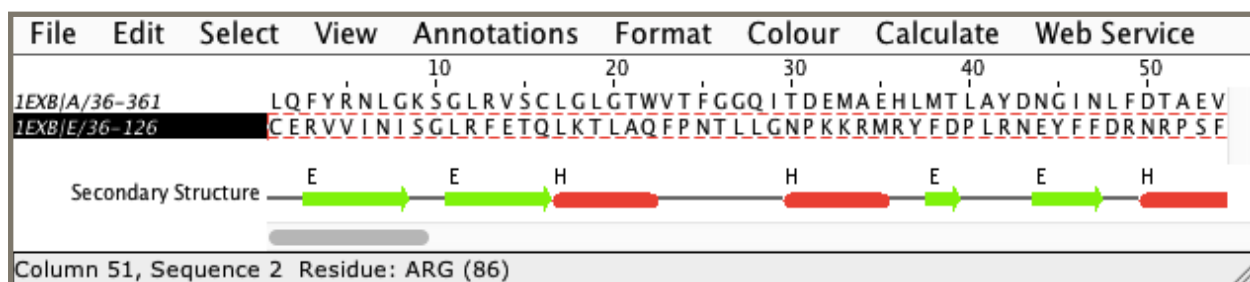 File Edit Select View Annotations Format Colour Calculate Web Service
10 20 30 40 50
1EXB|A/36-361 LQFYRNLGKSGLRVSCLGLGTWVTFGGQITDEMAEHLMTLAYDNGINLFDTAEV
1EXB|E/36-126 CERVVINISGLRFETQLKTLAQFPNTLLGNPKKRMRYFDPLRNEYFFDRNRPSF
E E H H E E H
Secondary Structure
Column 51, Sequence 2 Residue: ARG (86)